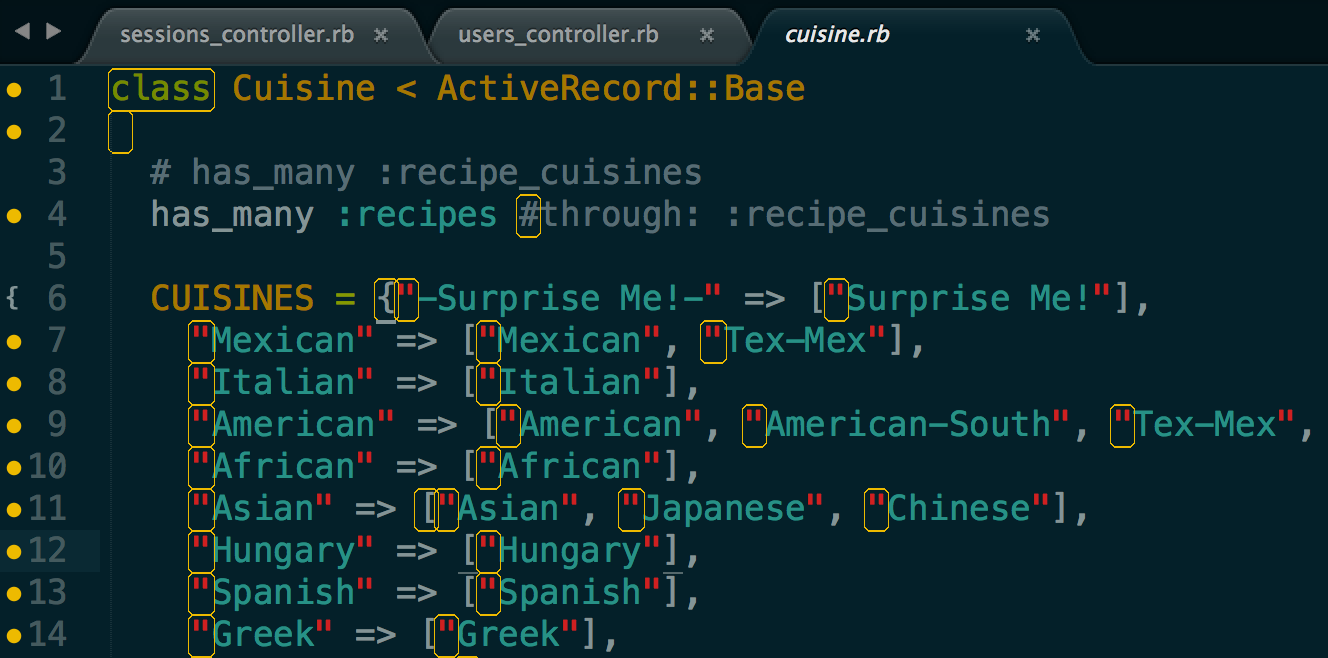 sessions_controller.rb × users_controller.rb × cuisine.rb ×
1 class Cuisine < ActiveRecord::Base
2
3 # has_many :recipe_cuisines
4 has_many :recipes #through: :recipe_cuisines
5
{ 6 CUISINES = {"-Surprise Me!-" => ["Surprise Me!"],
7 "Mexican" => ["Mexican", "Tex-Mex"],
8 "Italian" => ["Italian"],
9 "American" => ["American", "American-South", "Tex-Mex",
10 "African" => ["African"],
11 "Asian" => ["Asian", "Japanese", "Chinese"],
12 "Hungary" => ["Hungary"],
13 "Spanish" => ["Spanish"],
14 "Greek" => ["Greek"],